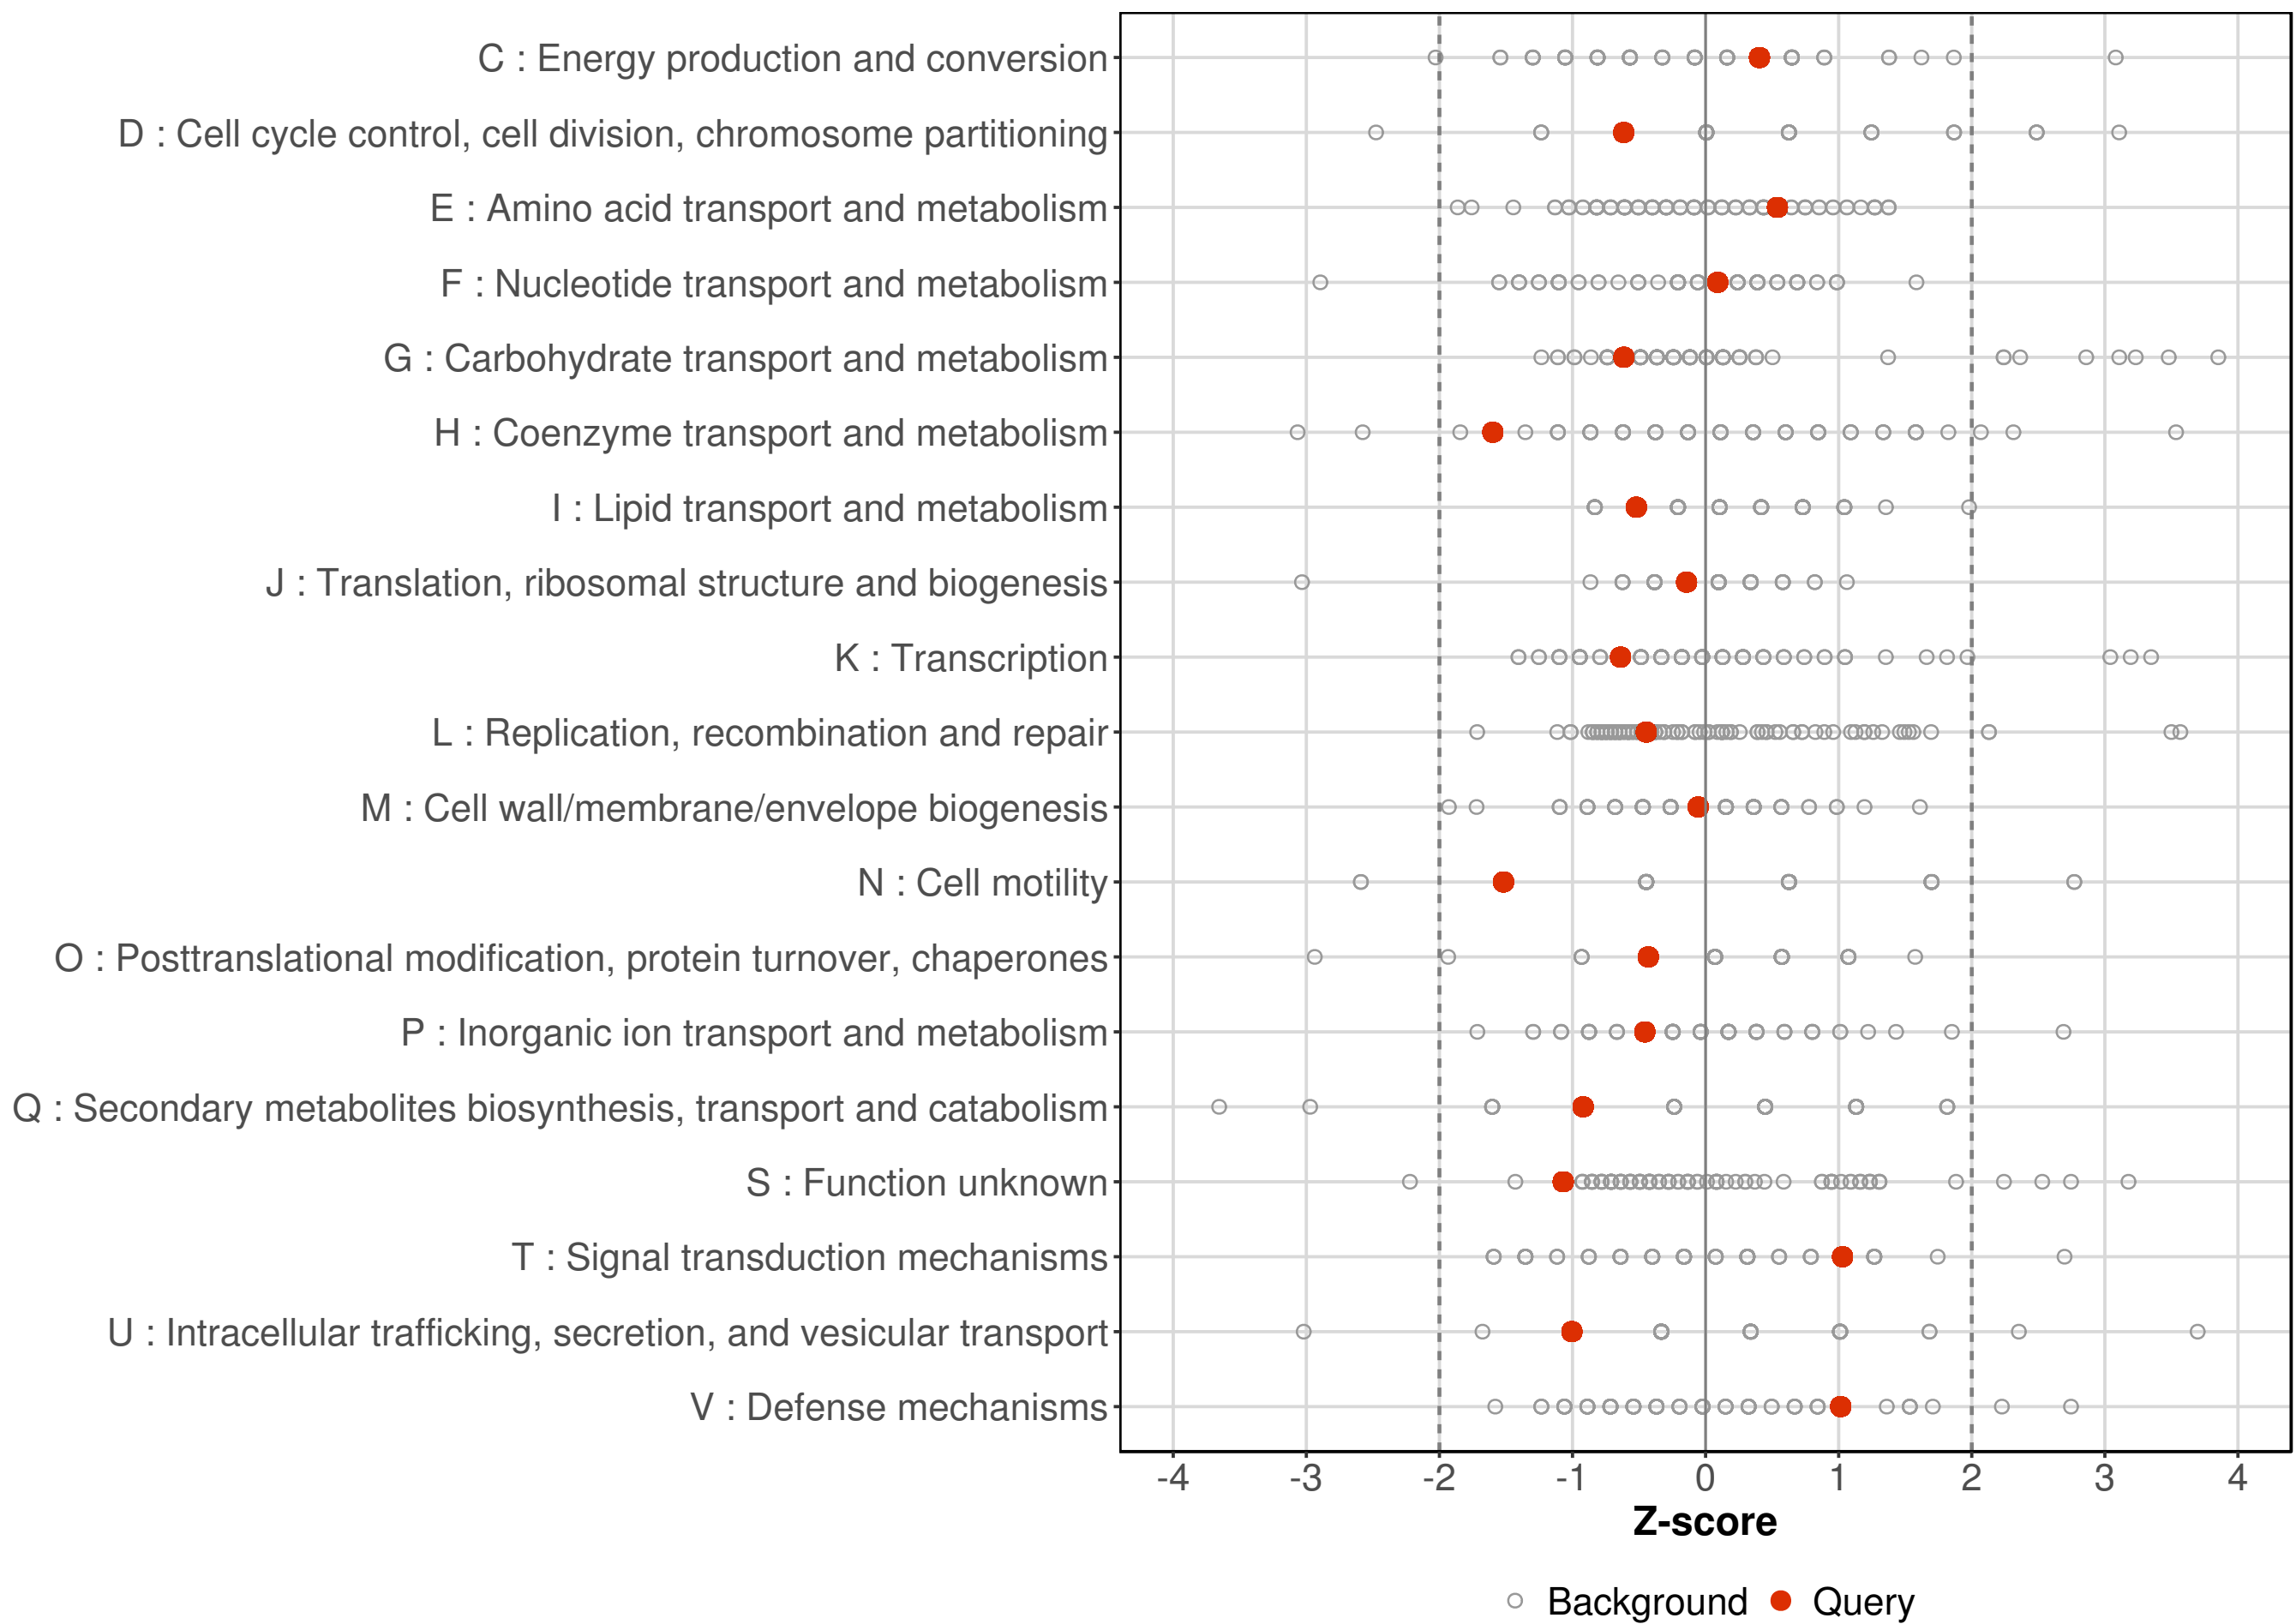 C : Energy production and conversion
D : Cell cycle control, cell division, chromosome partitioning
E : Amino acid transport and metabolism
F : Nucleotide transport and metabolism
G : Carbohydrate transport and metabolism
H : Coenzyme transport and metabolism
I : Lipid transport and metabolism
J : Translation, ribosomal structure and biogenesis
K : Transcription
L : Replication, recombination and repair
M : Cell wall/membrane/envelope biogenesis
N : Cell motility
O : Posttranslational modification, protein turnover, chaperones
P : Inorganic ion transport and metabolism
Q : Secondary metabolites biosynthesis, transport and catabolism
S : Function unknown
T : Signal transduction mechanisms
U : Intracellular trafficking, secretion, and vesicular transport
V : Defense mechanisms
-4 -3 -2 -1 0 1 2 3 4
Z-score
Background Query